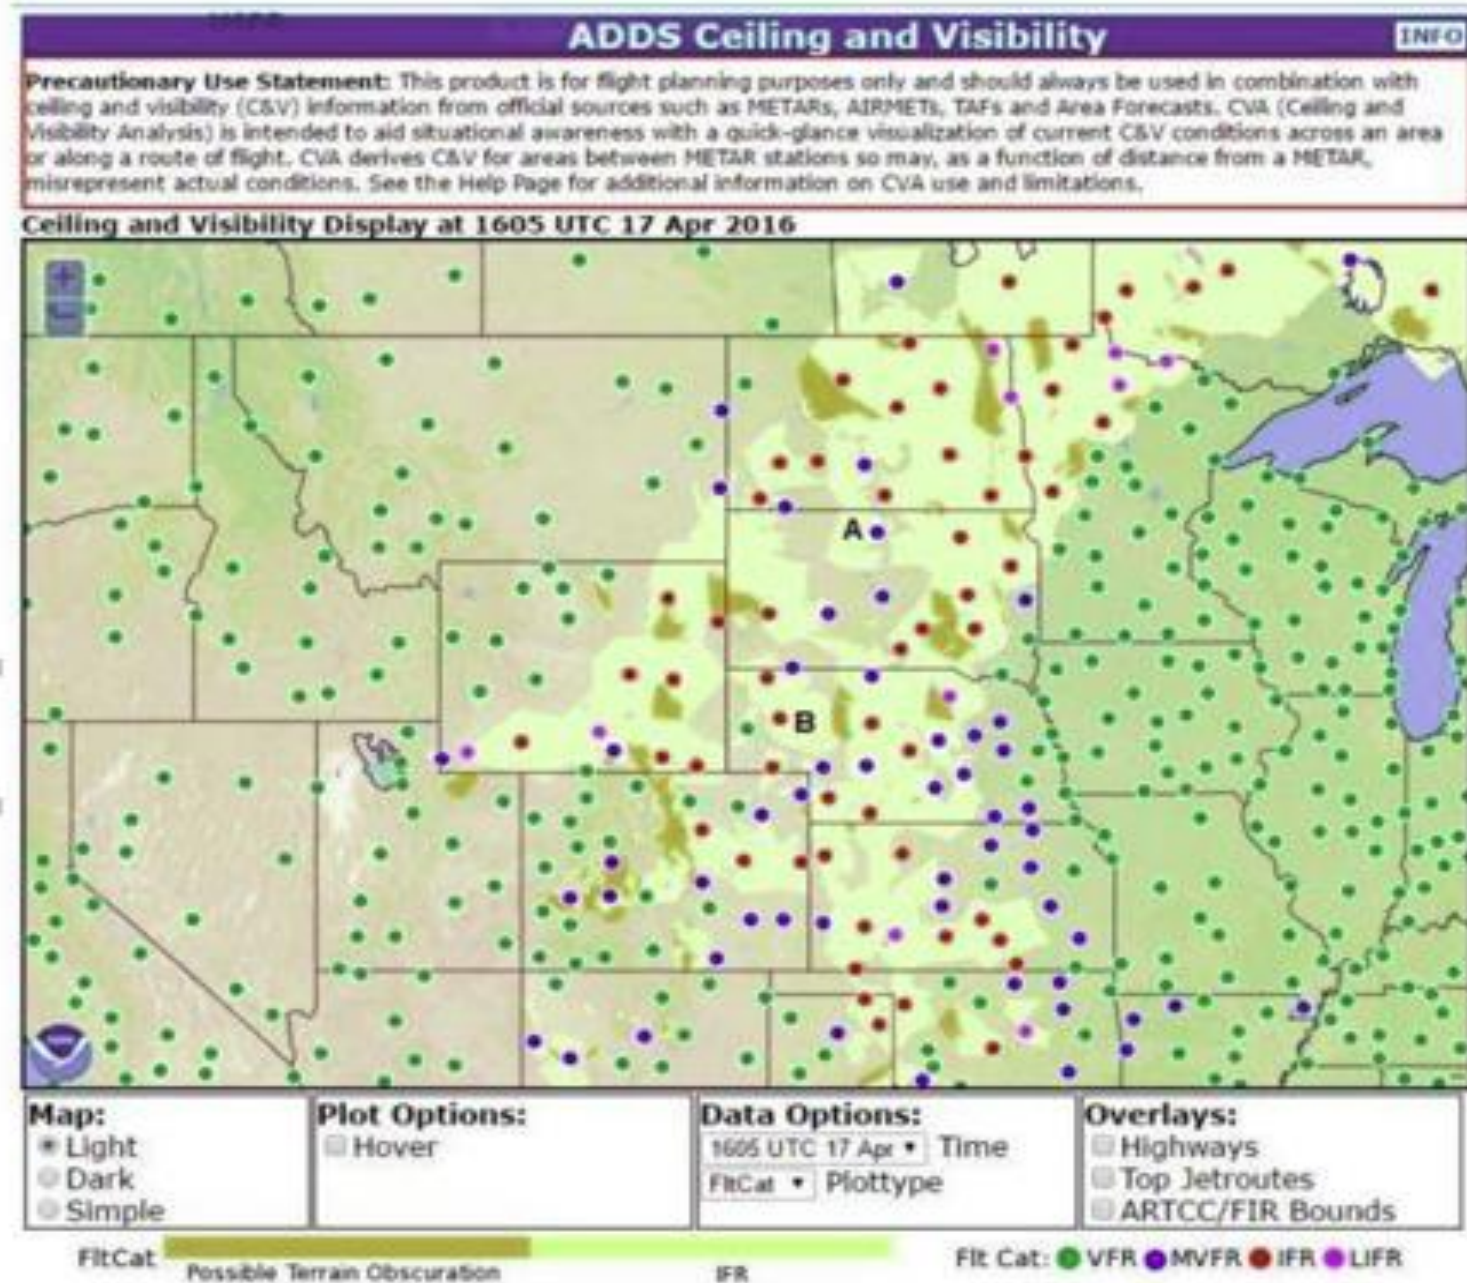 ADDS Ceiling and Visibility
INFO
Precautionary Use Statement: This product is for flight planning purposes only and should always be used in combination with
ceiling and visibility (C&V) information from official sources such as METARs, AIRMETs, TAFs and Area Forecasts. CVA (Ceiling and
Visibility Analysis) is intended to aid situational awareness with a quick-glance visualization of current C&V conditions across an area
or along a route of flight. CVA derives C&V for areas between METAR stations so may, as a function of distance from a METAR,
misrepresent actual conditions. See the Help Page for additional information on CVA use and limitations.
Ceiling and Visibility Display at 1605 UTC 17 Apr 2016
+
−
A
B
Map:
Light
Dark
Simple
Plot Options:
Hover
Data Options:
1605 UTC 17 Apr Time
FltCat Plottype
Overlays:
Highways
Top Jetroutes
ARTCC/FIR Bounds
FltCat
Possible Terrain Obscuration
IFR
Flt Cat: VFR MVFR IFR LIFR